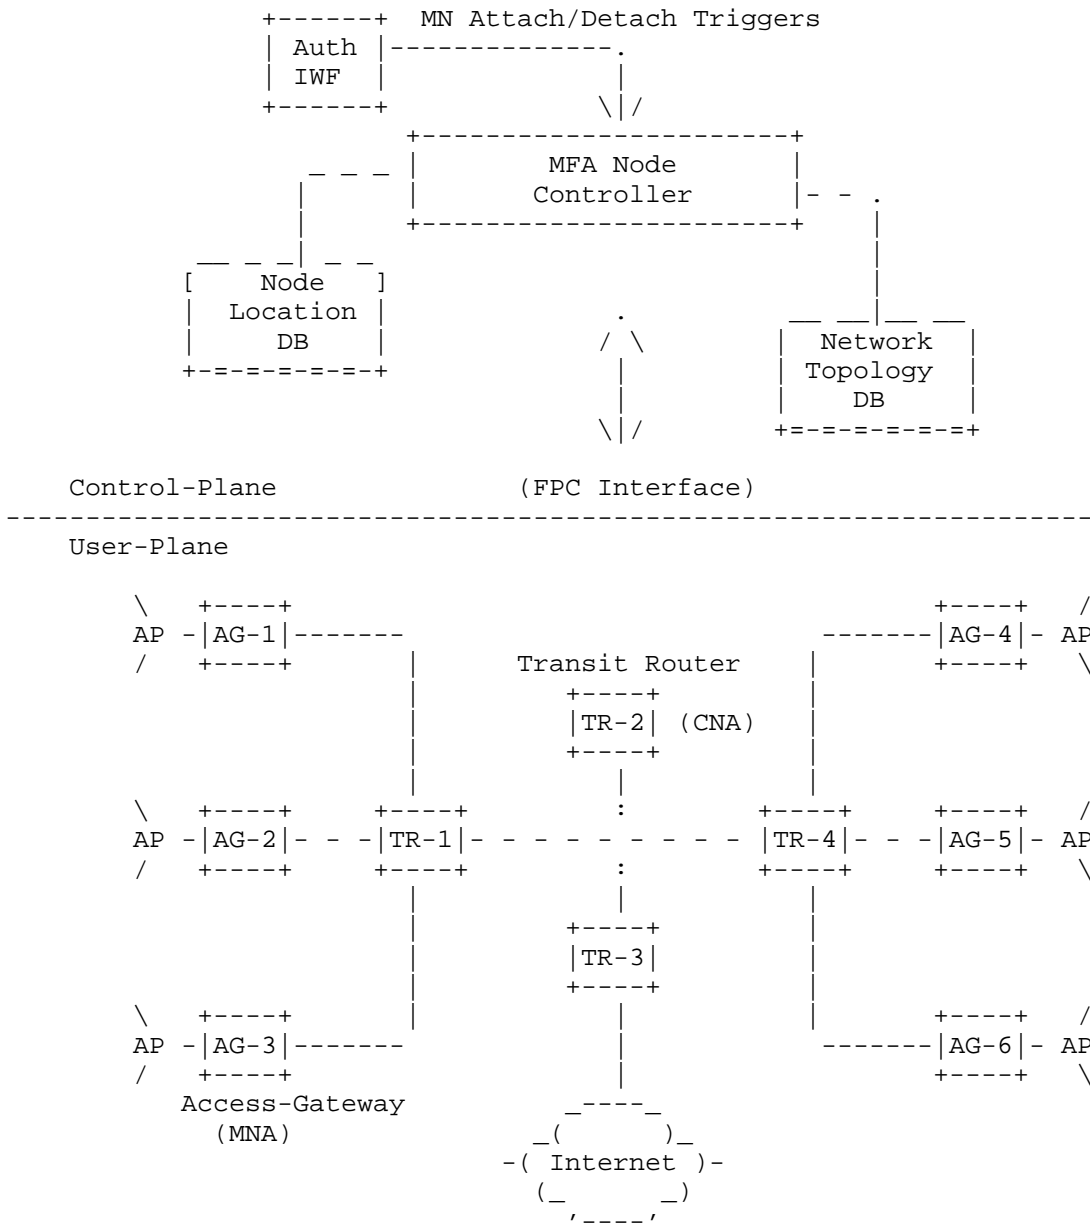 MN Attach/Detach Triggers
Auth
IWF
MFA Node
Controller
Node
Location
DB
Network
Topology
DB
Control-Plane (FPC Interface)
User-Plane
AP AG-1 AG-4 AP
Transit Router
TR-2 (CNA)
AP AG-2 TR-1 TR-4 AG-5 AP
TR-3
AP AG-3 AG-6 AP
Access-Gateway
(MNA)
Internet